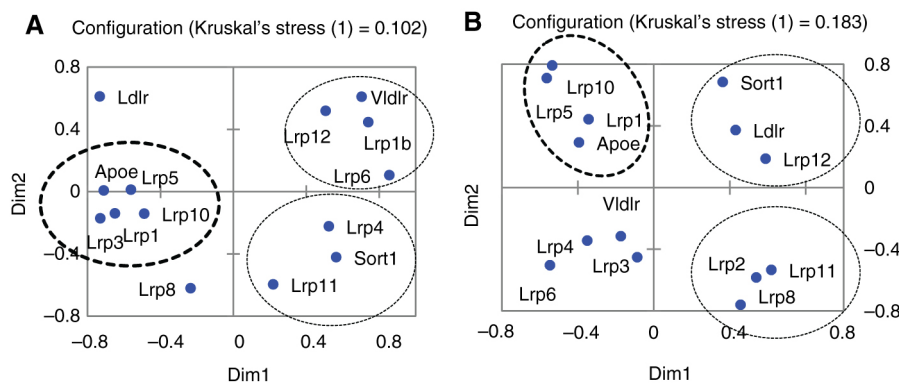 A Configuration (Kruskal's stress (1) = 0.102)
0.8
0.4
0
−0.4
−0.8
Dim2
Ldlr
Vldlr
Lrp12
Lrp1b
Lrp6
Apoe
Lrp5
Lrp10
Lrp3
Lrp1
Lrp4
Sort1
Lrp11
Lrp8
−0.8
−0.4
0
0.4
0.8
Dim1
B Configuration (Kruskal's stress (1) = 0.183)
0.8
0.4
0
−0.4
−0.8
Dim2
Lrp10
Lrp5
Lrp1
Apoe
Sort1
Ldlr
Lrp12
Vldlr
Lrp4
Lrp3
Lrp6
Lrp2
Lrp11
Lrp8
−0.8
−0.4
0
0.4
0.8
Dim1